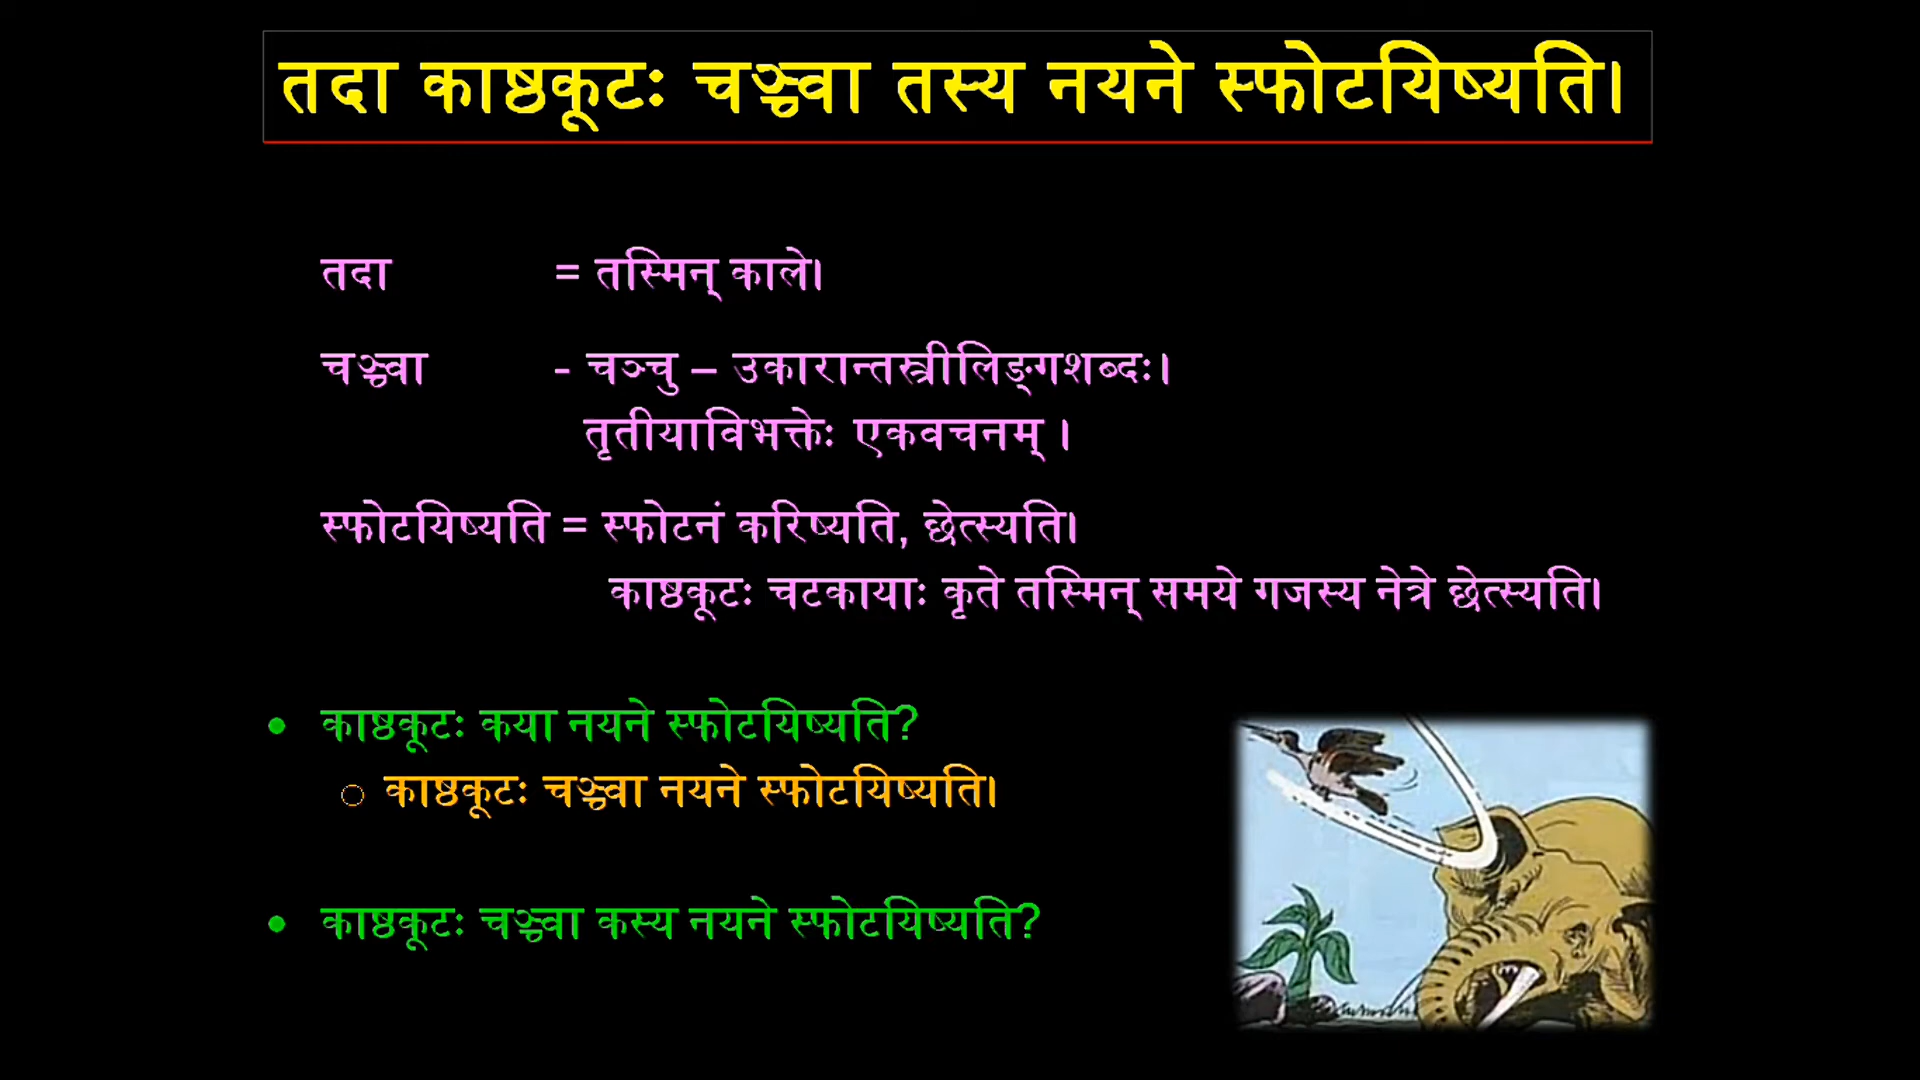 तदा काष्ठकूटः चञ्च्वा तस्य नयने स्फोटयिष्यति।
तदा = तस्मिन् काले।
चञ्च्वा - चञ्चु – उकारान्तस्त्रीलिङ्गशब्दः।
तृतीयाविभक्तेः एकवचनम् ।
स्फोटयिष्यति = स्फोटनं करिष्यति, छेत्स्यति।
काष्ठकूटः चटकायाः कृते तस्मिन् समये गजस्य नेत्रे छेत्स्यति।
• काष्ठकूटः कया नयने स्फोटयिष्यति?
○ काष्ठकूटः चञ्च्वा नयने स्फोटयिष्यति।
• काष्ठकूटः चञ्च्वा कस्य नयने स्फोटयिष्यति?